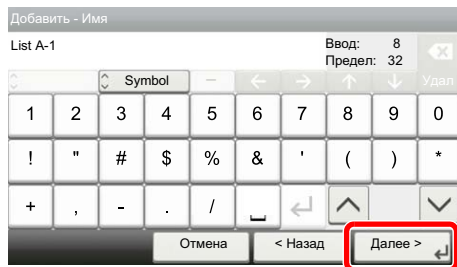 Добавить - Имя
List A-1
Ввод: 8
Предел: 32
Symbol - Удал
1 2 3 4 5 6 7 8 9 0
! " # $ % & ' ( ) *
+ , - . / ␣
Отмена < Назад Далее >